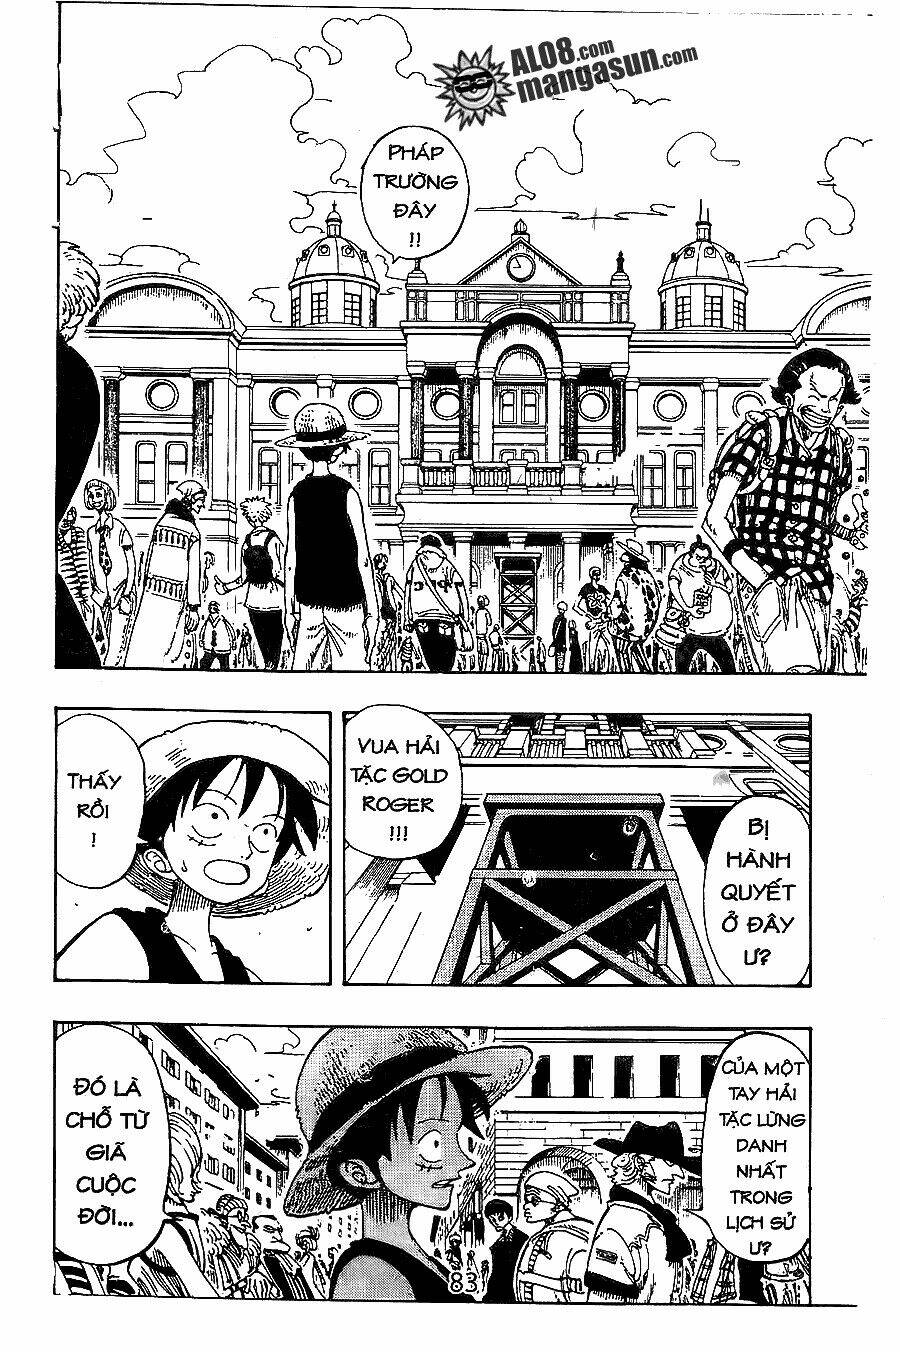 ALO8.com
mangasun.com
PHÁP
TRƯỜNG
ĐÂY
!!
THẤY
RỒI
!
VUA HẢI
TẶC GOLD
ROGER
!!!
BỊ
HÀNH
QUYẾT
Ở ĐÂY
Ư?
ĐÓ LÀ
CHỖ TỪ
GIÃ
CUỘC
ĐỜI...
CỦA MỘT
TAY HẢI
TẶC LỪNG
DANH
NHẤT
TRONG
LỊCH SỬ
Ư?
83